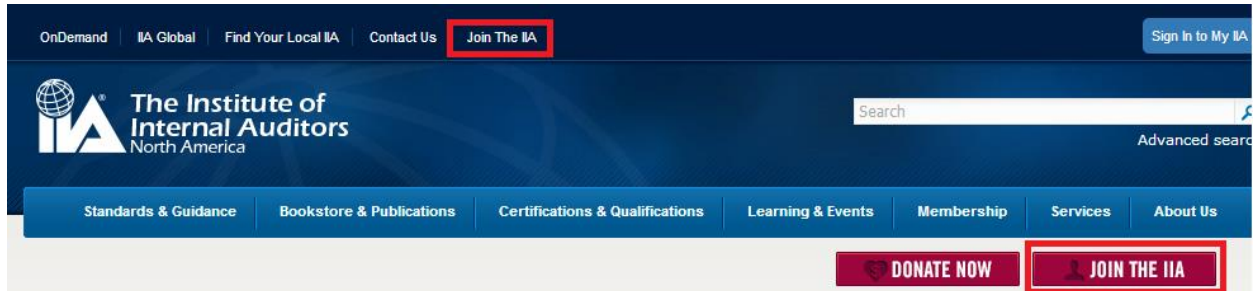 OnDemand IIA Global Find Your Local IIA Contact Us Join The IIA Sign In to My IIA
IIA The Institute of
Internal Auditors
North America
Search
Advanced searc
Standards & Guidance Bookstore & Publications Certifications & Qualifications Learning & Events Membership Services About Us
DONATE NOW JOIN THE IIA